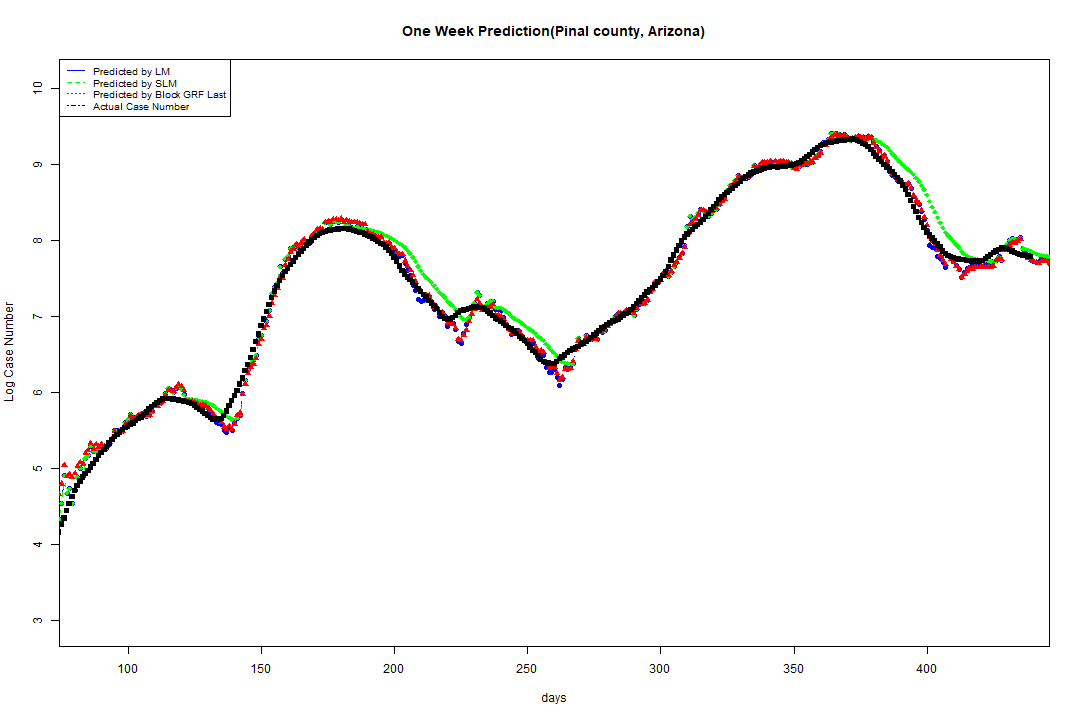 One Week Prediction(Pinal county, Arizona)
Predicted by LM
Predicted by SLM
Predicted by Block GRF Last
Actual Case Number
10
9
8
7
6
5
4
3
Log Case Number
100 150 200 250 300 350 400
days